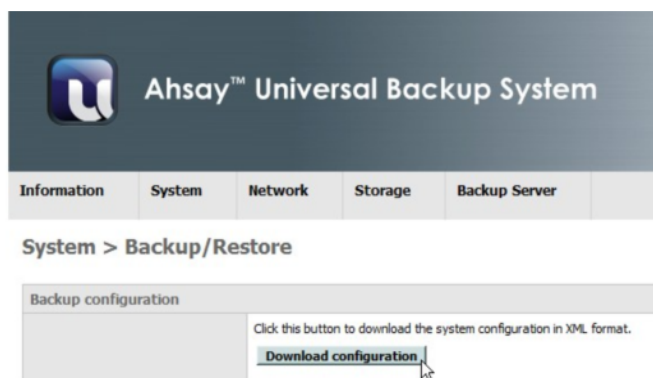 Ahsay™ Universal Backup System
Information System Network Storage Backup Server
System > Backup/Restore
Backup configuration
Click this button to download the system configuration in XML format.
Download configuration